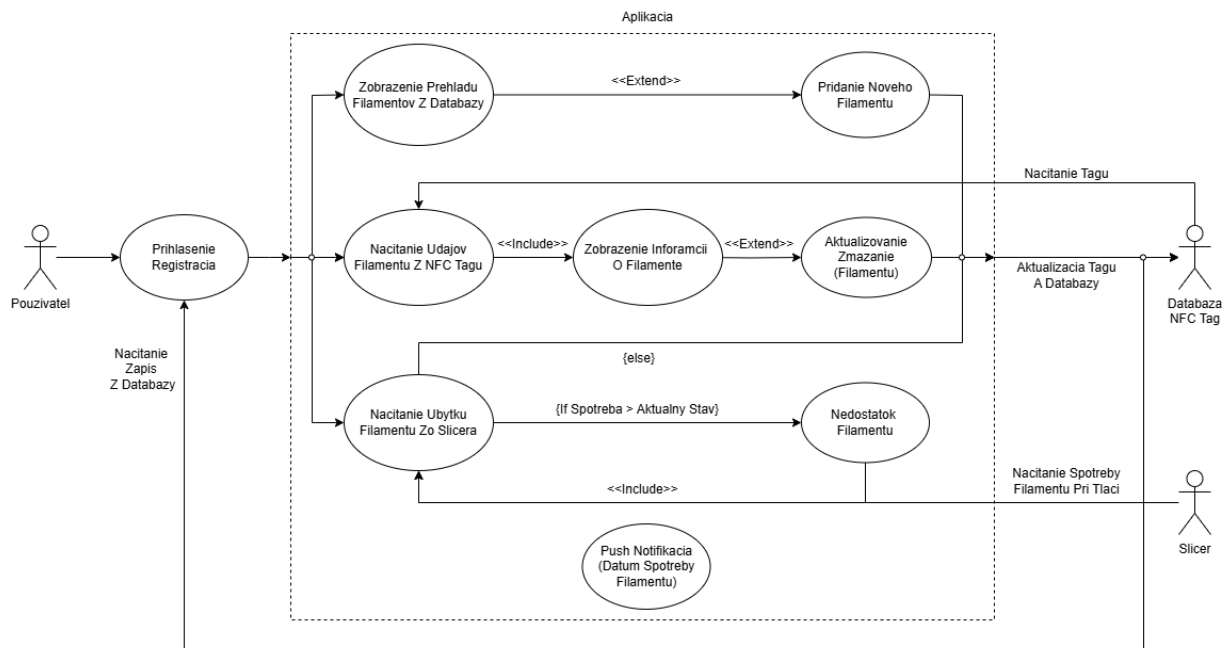 Aplikacia
Zobrazenie Prehladu
Filamentov Z Databazy
<<Extend>>
Pridanie Noveho
Filamentu
Nacitanie Tagu
Pouzivatel
Prihlasenie
Registracia
Nacitanie Udajov
Filamentu Z NFC Tagu
<<Include>>
Zobrazenie Inforamcii
O Filamente
<<Extend>>
Aktualizovanie
Zmazanie
(Filamentu)
Aktualizacia Tagu
A Databazy
Databaza
NFC Tag
Nacitanie
Zapis
Z Databazy
{else}
Nacitanie Ubytku
Filamentu Zo Slicera
{If Spotreba > Aktualny Stav}
Nedostatok
Filamentu
<<Include>>
Nacitanie Spotreby
Filamentu Pri Tlaci
Slicer
Push Notifikacia
(Datum Spotreby
Filamentu)